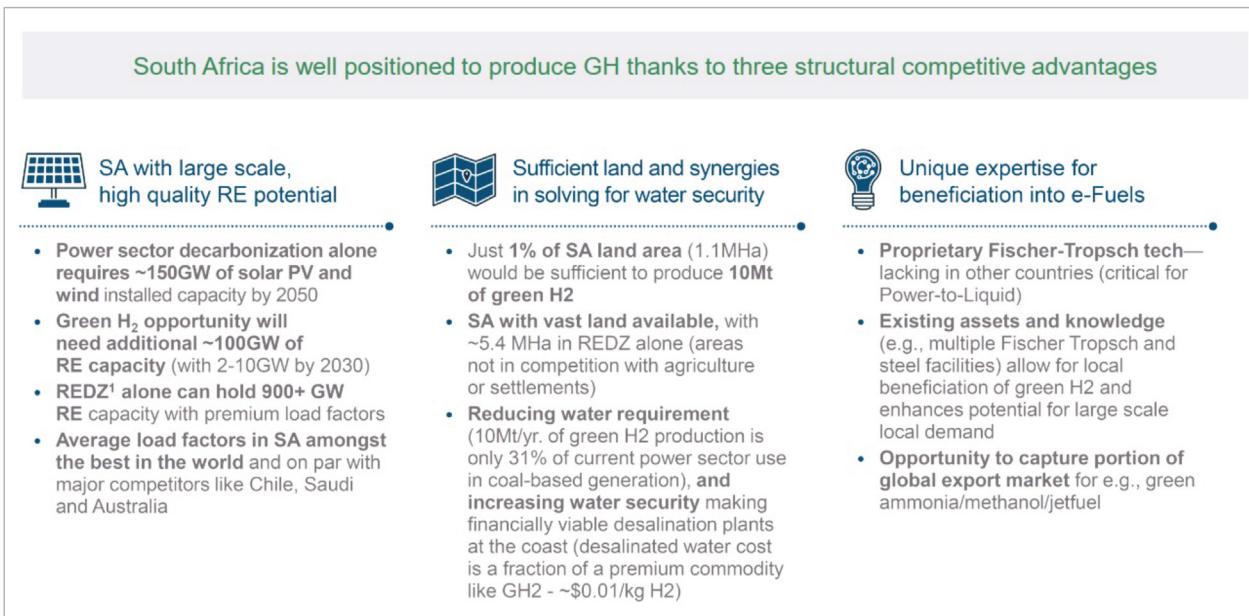 South Africa is well positioned to produce GH thanks to three structural competitive advantages
SA with large scale,
high quality RE potential
• Power sector decarbonization alone
requires ~150GW of solar PV and
wind installed capacity by 2050
• Green H₂ opportunity will
need additional ~100GW of
RE capacity (with 2-10GW by 2030)
• REDZ¹ alone can hold 900+ GW
RE capacity with premium load factors
• Average load factors in SA amongst
the best in the world and on par with
major competitors like Chile, Saudi
and Australia
Sufficient land and synergies
in solving for water security
• Just 1% of SA land area (1.1MHa)
would be sufficient to produce 10Mt
of green H2
• SA with vast land available, with
~5.4 MHa in REDZ alone (areas
not in competition with agriculture
or settlements)
• Reducing water requirement
(10Mt/yr. of green H2 production is
only 31% of current power sector use
in coal-based generation), and
increasing water security making
financially viable desalination plants
at the coast (desalinated water cost
is a fraction of a premium commodity
like GH2 - ~$0.01/kg H2)
Unique expertise for
beneficiation into e-Fuels
• Proprietary Fischer-Tropsch tech—
lacking in other countries (critical for
Power-to-Liquid)
• Existing assets and knowledge
(e.g., multiple Fischer Tropsch and
steel facilities) allow for local
beneficiation of green H2 and
enhances potential for large scale
local demand
• Opportunity to capture portion of
global export market for e.g., green
ammonia/methanol/jetfuel